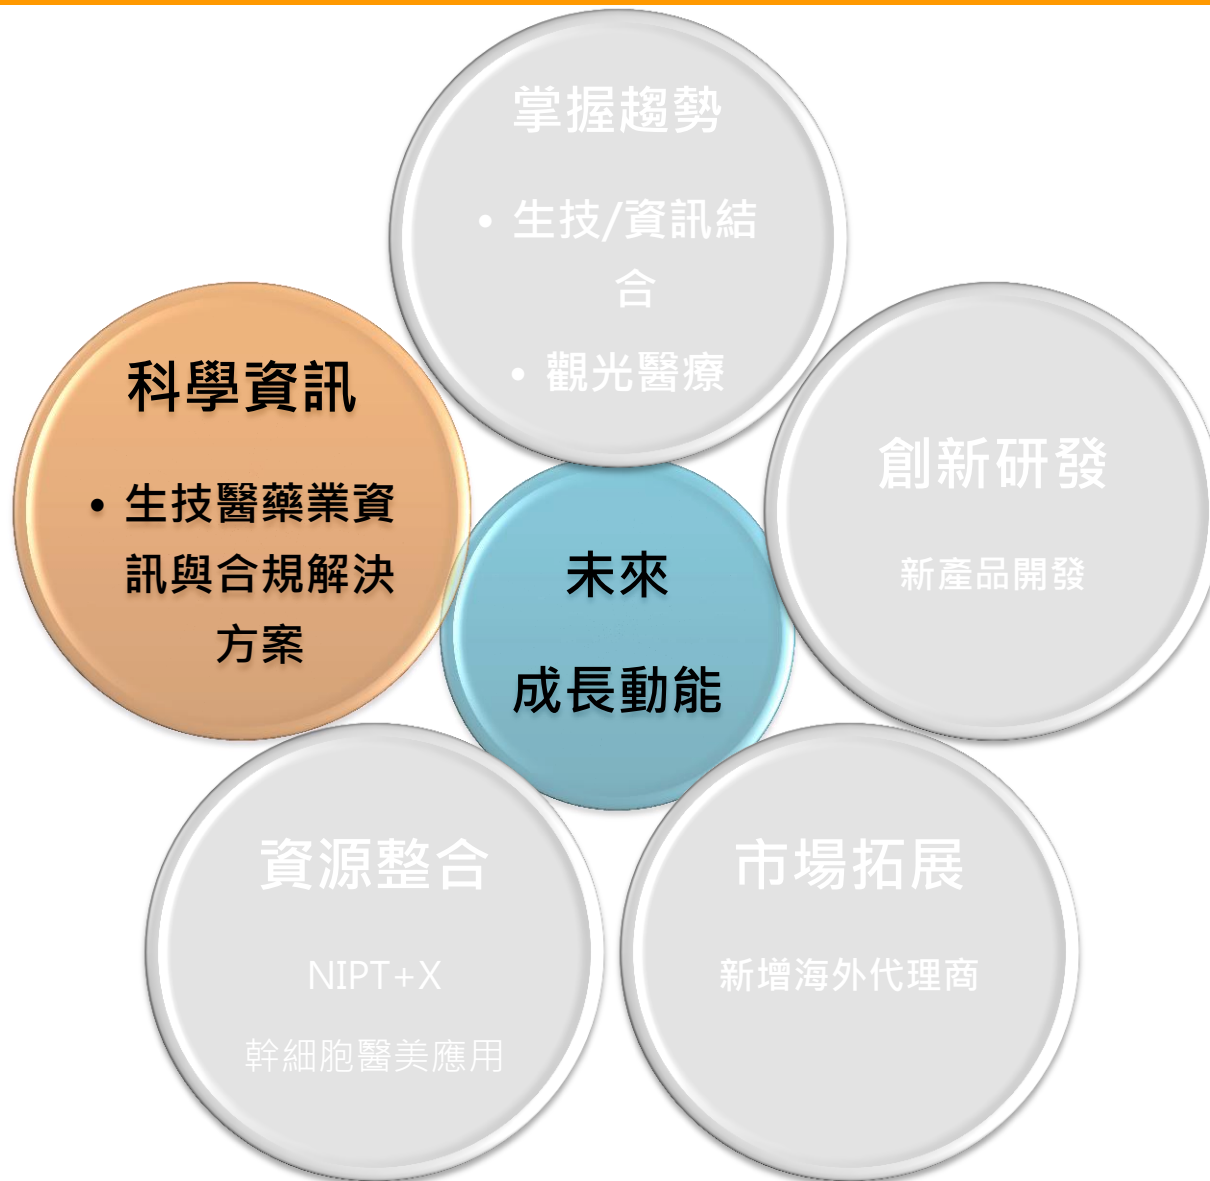 掌握趨勢
• 生技/資訊結
合
• 觀光醫療
科學資訊
• 生技醫藥業資
訊與合規解決
方案
創新研發
新產品開發
未來
成長動能
資源整合
NIPT+X
幹細胞醫美應用
市場拓展
新增海外代理商